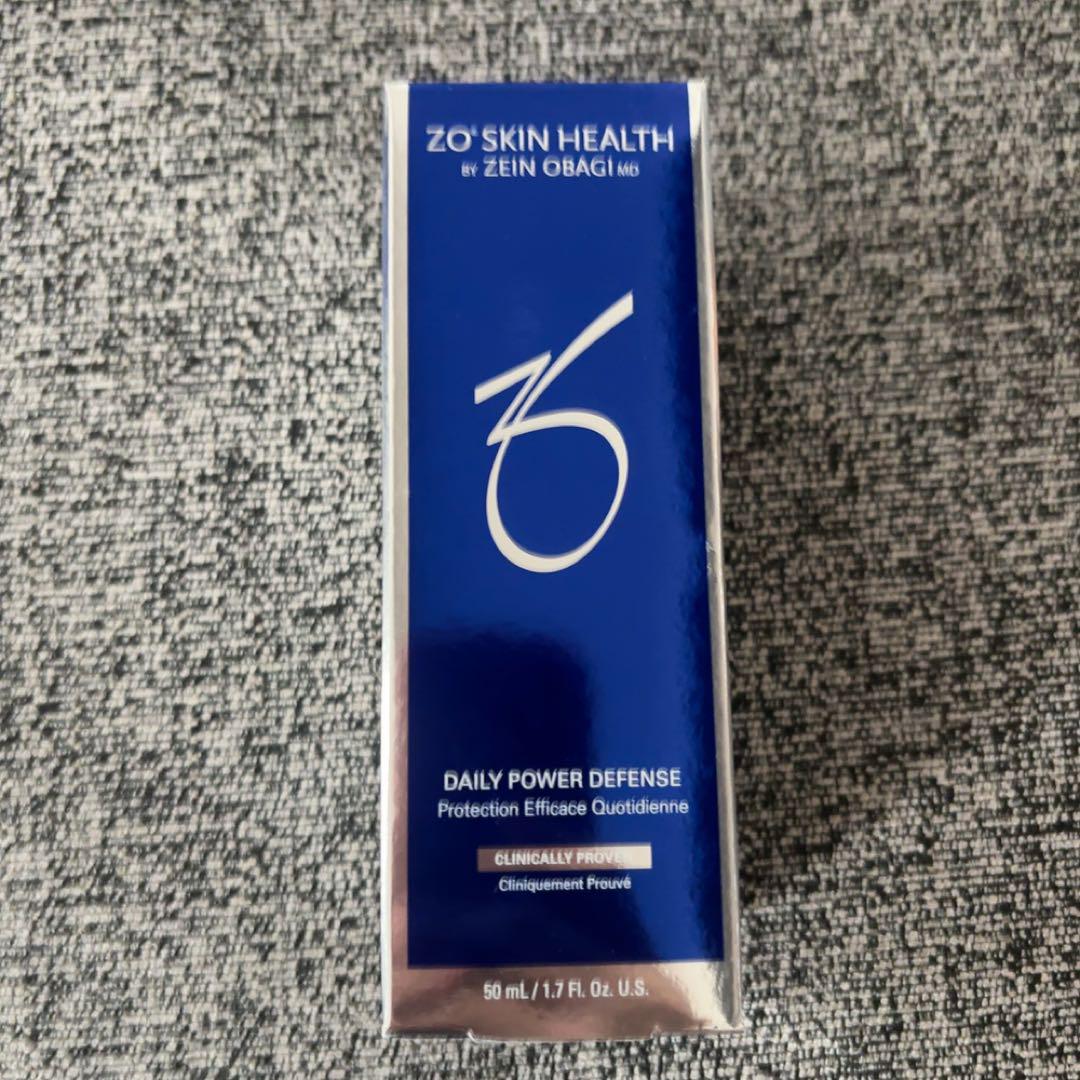 ZO® SKIN HEALTH
BY ZEIN OBAGI MD
DAILY POWER DEFENSE
Protection Efficace Quotidienne
CLINICALLY PROVEN
Cliniquement Prouvé
50 mL / 1.7 Fl. Oz. U.S.